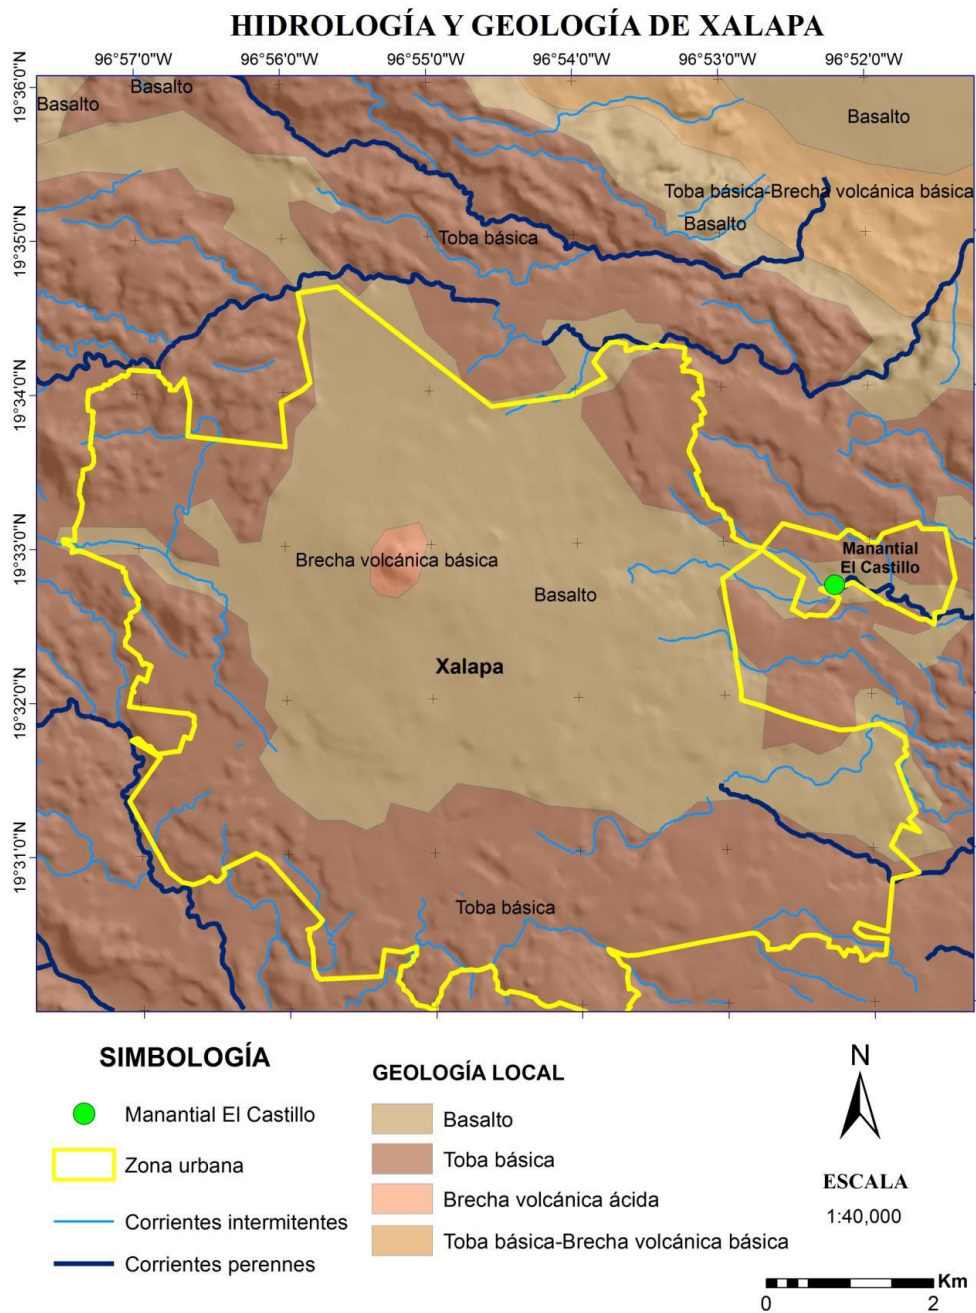 HIDROLOGÍA Y GEOLOGÍA DE XALAPA
96°57'0"W 96°56'0"W 96°55'0"W 96°54'0"W 96°53'0"W 96°52'0"W
19°36'0"N
Basalto
Basalto
Basalto
Toba básica-Brecha volcánica básica
Basalto
19°35'0"N
Toba básica
19°34'0"N
19°33'0"N
Manantial
El Castillo
Brecha volcánica básica
Basalto
Xalapa
19°32'0"N
19°31'0"N
Toba básica
SIMBOLOGÍA
Manantial El Castillo
Zona urbana
Corrientes intermitentes
Corrientes perennes
GEOLOGÍA LOCAL
Basalto
Toba básica
Brecha volcánica ácida
Toba básica-Brecha volcánica básica
N
ESCALA
1:40,000
Km
0 2